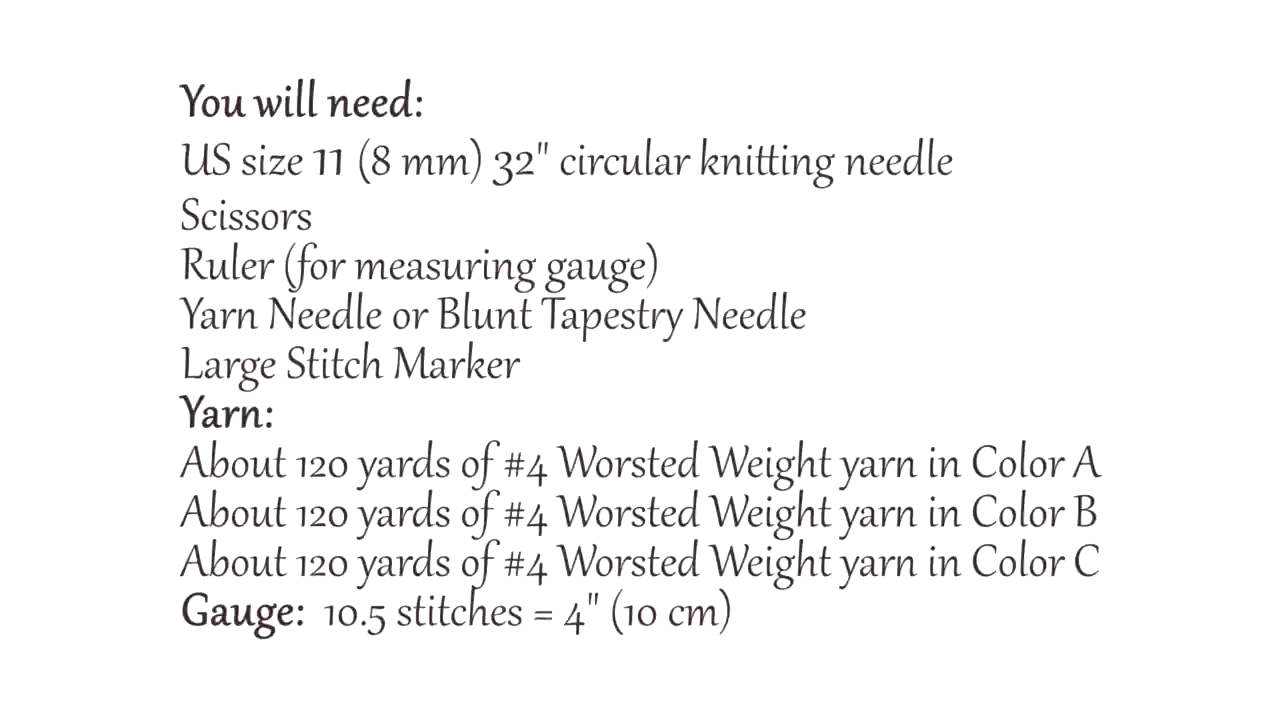 You will need:
US size 11 (8 mm) 32" circular knitting needle
Scissors
Ruler (for measuring gauge)
Yarn Needle or Blunt Tapestry Needle
Large Stitch Marker
Yarn:
About 120 yards of #4 Worsted Weight yarn in Color A
About 120 yards of #4 Worsted Weight yarn in Color B
About 120 yards of #4 Worsted Weight yarn in Color C
Gauge: 10.5 stitches = 4" (10 cm)